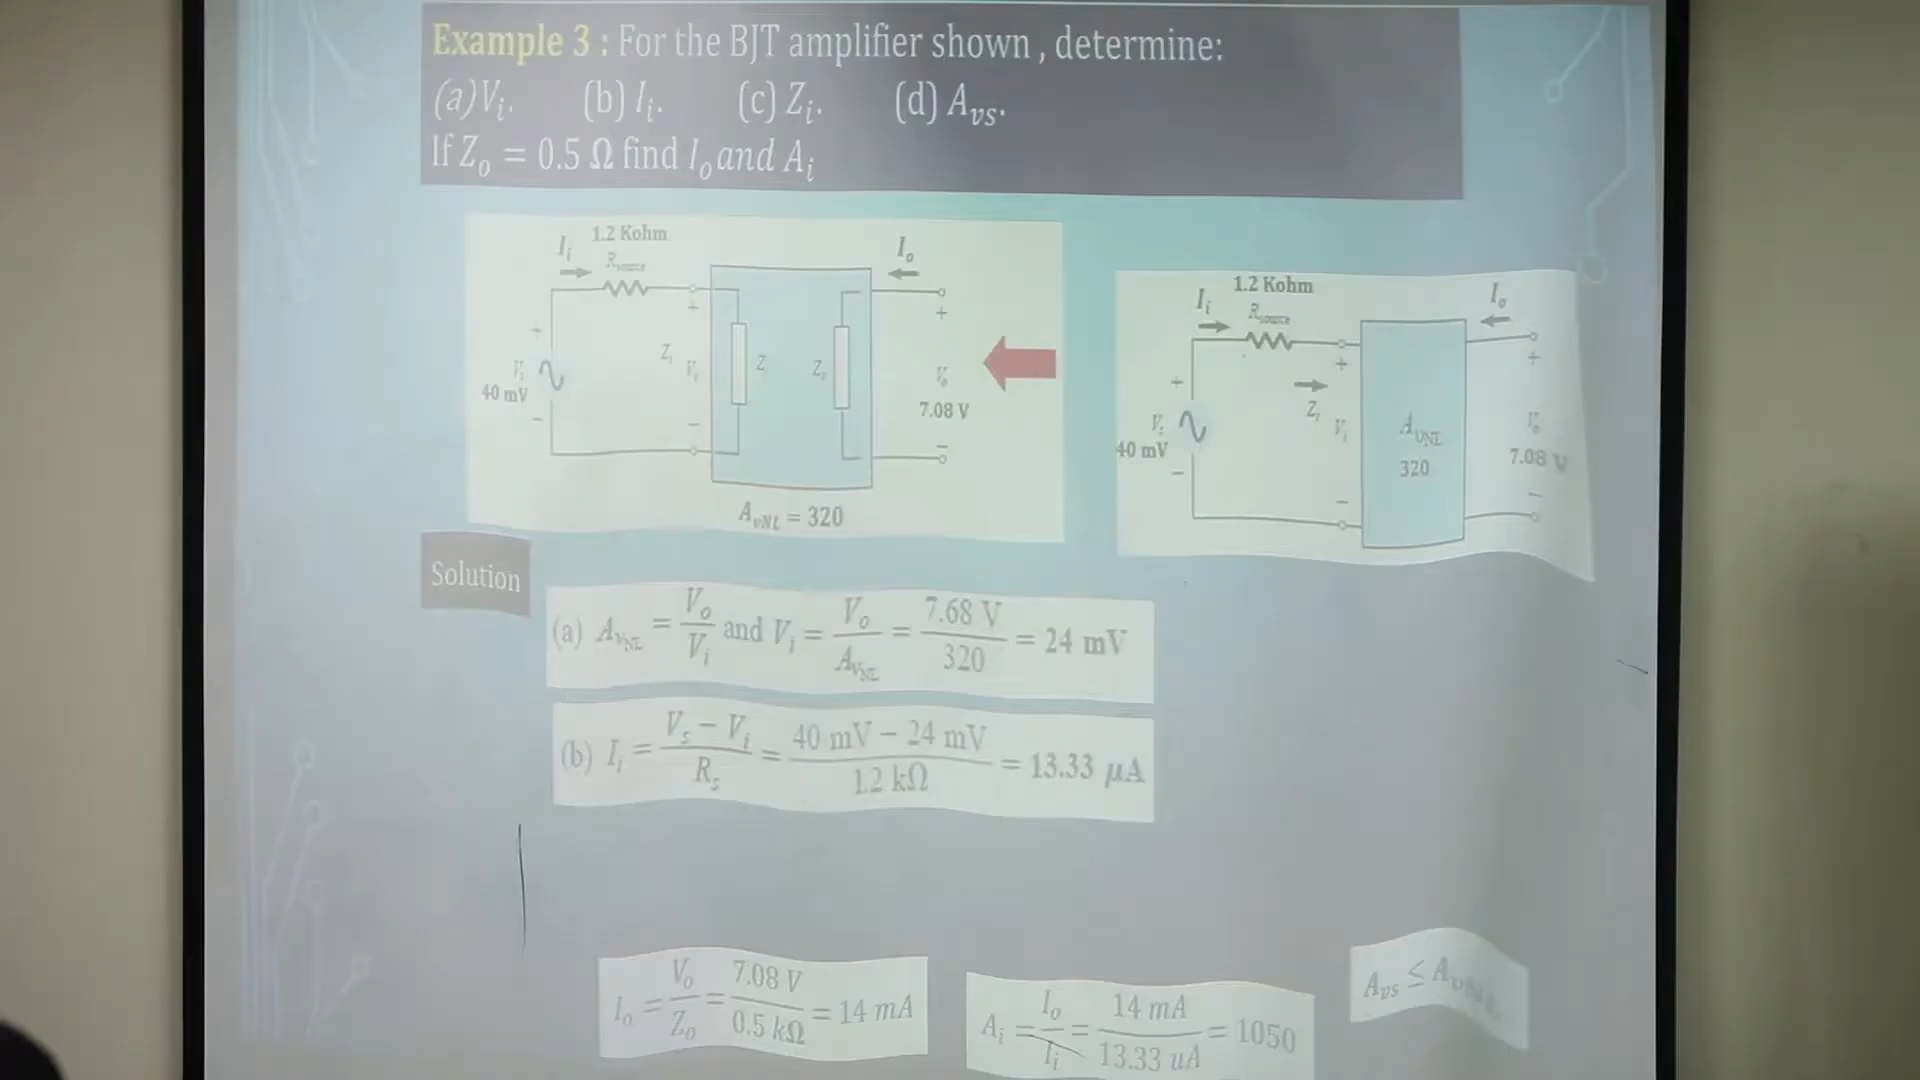 Example 3 : For the BJT amplifier shown , determine:
(a) Vᵢ. (b) Iᵢ. (c) Zᵢ. (d) Aᵥₛ.
If Zₒ = 0.5 Ω find Iₒ and Aᵢ
1.2 Kohm
Iᵢ
Rsource
Iₒ
+
+
+
Zᵢ
Vᵢ
Z
Zₒ
Vₒ
40 mV
7.08 V
−
−
−
AᵥNL = 320
1.2 Kohm
Iᵢ
Rsource
Iₒ
+
+
+
Zᵢ
Vᵢ
AᵥNL
Vₒ
40 mV
320
7.08 V
−
−
−
Solution
(a) AᵥNL = Vₒ/Vᵢ and Vᵢ = Vₒ/AᵥNL = 7.68 V/320 = 24 mV
(b) Iᵢ = (Vₛ − Vᵢ)/Rₛ = (40 mV − 24 mV)/1.2 kΩ = 13.33 μA
Iₒ = Vₒ/Zₒ = 7.08 V/0.5 kΩ = 14 mA
Aᵢ = Iₒ/Iᵢ = 14 mA/13.33 uA = 1050
Aᵥₛ ≤ AᵥNL